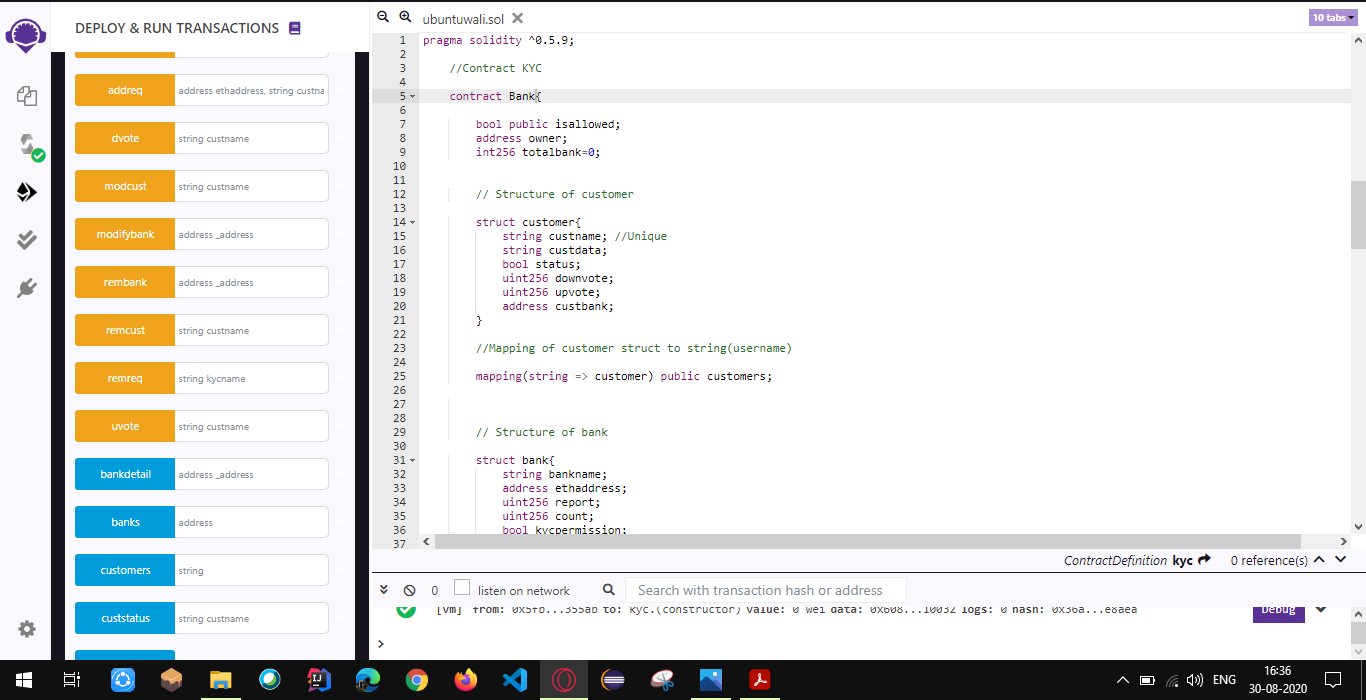 DEPLOY & RUN TRANSACTIONS
addreq address ethaddress, string custna
dvote string custname
modcust string custname
modifybank address _address
rembank address _address
remcust string custname
remreq string kycname
uvote string custname
bankdetail address _address
banks address
customers string
custstatus string custname
ubuntuwali.sol
10 tabs
1 pragma solidity ^0.5.9;
2
3 //Contract KYC
4
5 contract Bank{
6
7 bool public isallowed;
8 address owner;
9 int256 totalbank=0;
10
11
12 // Structure of customer
13
14 struct customer{
15 string custname; //Unique
16 string custdata;
17 bool status;
18 uint256 downvote;
19 uint256 upvote;
20 address custbank;
21 }
22
23 //Mapping of customer struct to string(username)
24
25 mapping(string => customer) public customers;
26
27
28
29 // Structure of bank
30
31 struct bank{
32 string bankname;
33 address ethaddress;
34 uint256 report;
35 uint256 count;
36 bool kycpermission;
37
ContractDefinition kyc 0 reference(s)
0 listen on network Search with transaction hash or address
[vm] from: 0x5fb...355ab to: kyc.(constructor) value: 0 wei data: 0x608...10032 logs: 0 hash: 0x36a...e8aea Debug
>
16:36
ENG
30-08-2020